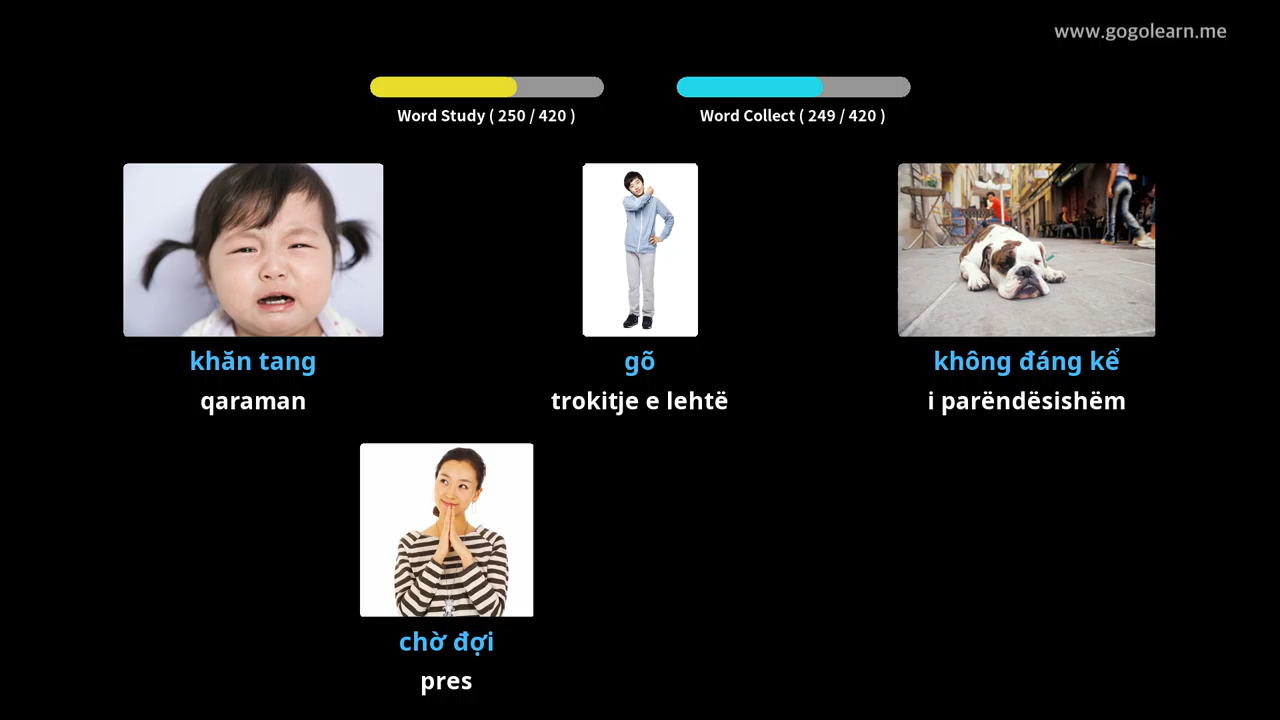 www.gogolearn.me
Word Study ( 250 / 420 )
Word Collect ( 249 / 420 )
khăn tang
qaraman
gõ
trokitje e lehtë
không đáng kể
i parëndësishëm
chờ đợi
pres